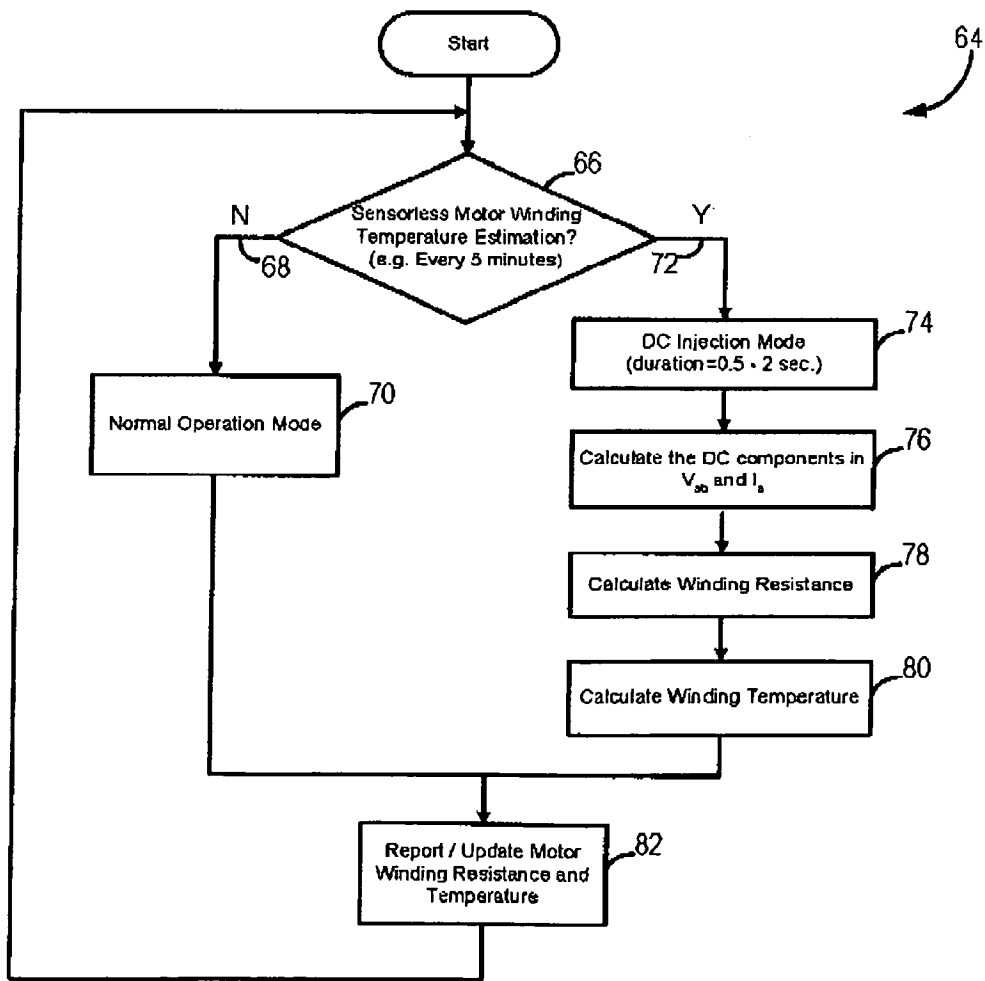 Start
64
66
Sensorless Motor Winding
Temperature Estimation?
(e.g. Every 5 minutes)
N
68
Y
72
74
DC Injection Mode
(duration=0.5 - 2 sec.)
70
Normal Operation Mode
76
Calculate the DC components in
V_ab and I_a
78
Calculate Winding Resistance
80
Calculate Winding Temperature
82
Report / Update Motor
Winding Resistance and
Temperature